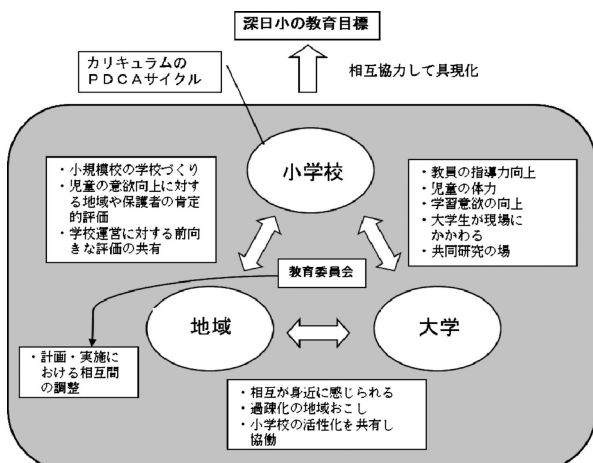 深日小の教育目標
カリキュラムの
PDCAサイクル
相互協力して具現化
小学校
・小規模校の学校づくり
・児童の意欲向上に対す
る地域や保護者の肯定
的評価
・学校運営に対する前向
きな評価の共有
・教員の指導力向上
・児童の体力
・学習意欲の向上
・大学生が現場に
かかわる
・共同研究の場
教育委員会
地域
大学
・計画・実施に
おける相互間
の調整
・相互が身近に感じられる
・過疎化の地域おこし
・小学校の活性化を共有し
協働